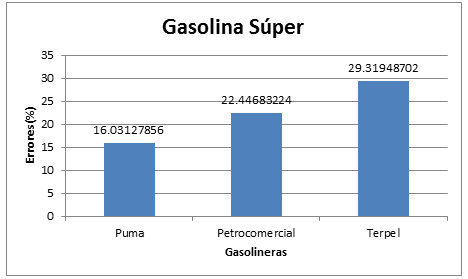 Gasolina Súper
35
30
25
20
15
10
5
0
Errores(%)
16.03127856
22.44683224
29.31948702
Puma
Petrocomercial
Terpel
Gasolineras